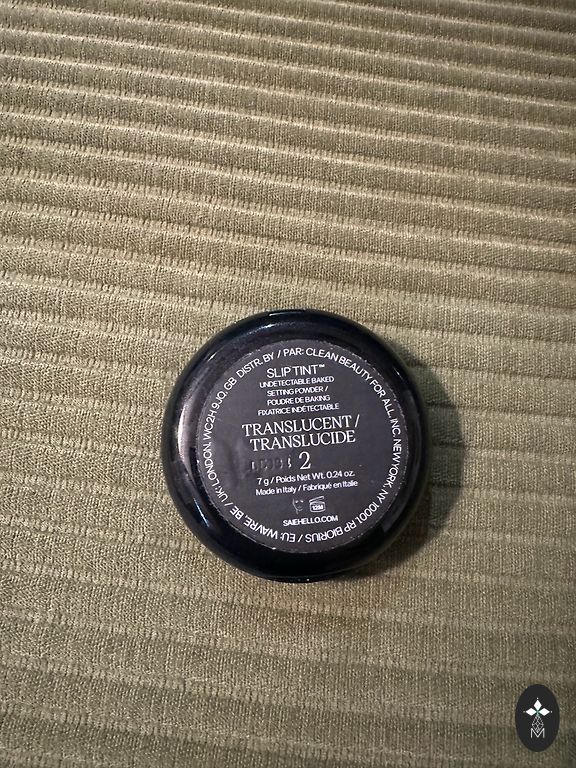 DISTR. BY / PAR: CLEAN BEAUTY FOR ALL, INC. NEW YORK, NY 10001. RP BIORIUS / EU: WAVRE BE / UK: LONDON, WC2H 9JQ, GB
SLIP TINT™
UNDETECTABLE BAKED
SETTING POWDER /
POUDRE DE BAKING
FIXATRICE INDÉTECTABLE
TRANSLUCENT /
TRANSLUCIDE
2
7 g / Poids Net Wt. 0.24 oz.
Made in Italy / Fabriqué en Italie
12M
SAIEHELLO.COM
M